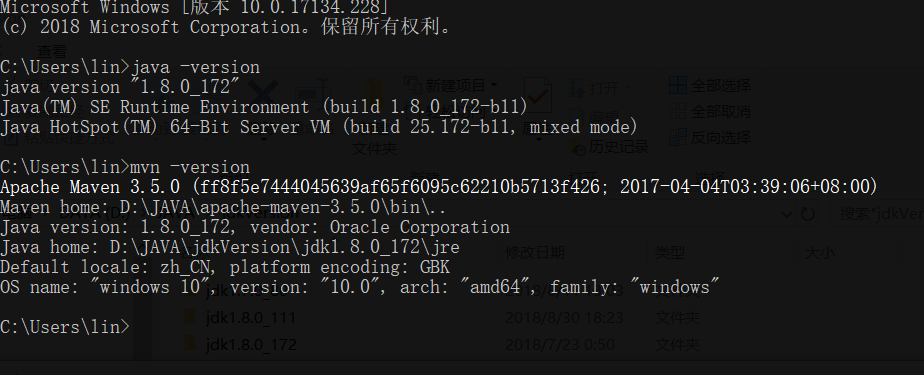 Microsoft Windows [版本 10.0.17134.228]
(c) 2018 Microsoft Corporation。保留所有权利。
查看
C:\Users\lin>java -version
java version "1.8.0_172"
Java(TM) SE Runtime Environment (build 1.8.0_172-b11)
Java HotSpot(TM) 64-Bit Server VM (build 25.172-b11, mixed mode)
新建项目
打开
全部选择
全部取消
反向选择
文件夹
历史记录
C:\Users\lin>mvn -version
Apache Maven 3.5.0 (ff8f5e7444045639af65f6095c62210b5713f426; 2017-04-04T03:39:06+08:00)
Maven home: D:\JAVA\apache-maven-3.5.0\bin\..
Java version: 1.8.0_172, vendor: Oracle Corporation
Java home: D:\JAVA\jdkVersion\jdk1.8.0_172\jre
Default locale: zh_CN, platform encoding: GBK
OS name: "windows 10", version: "10.0", arch: "amd64", family: "windows"
搜索"jdkVer
修改日期 类型 大小
文件夹
jdk1.8.0_111 2018/8/30 18:23 文件夹
C:\Users\lin>
jdk1.8.0_172 2018/7/23 0:50 文件夹